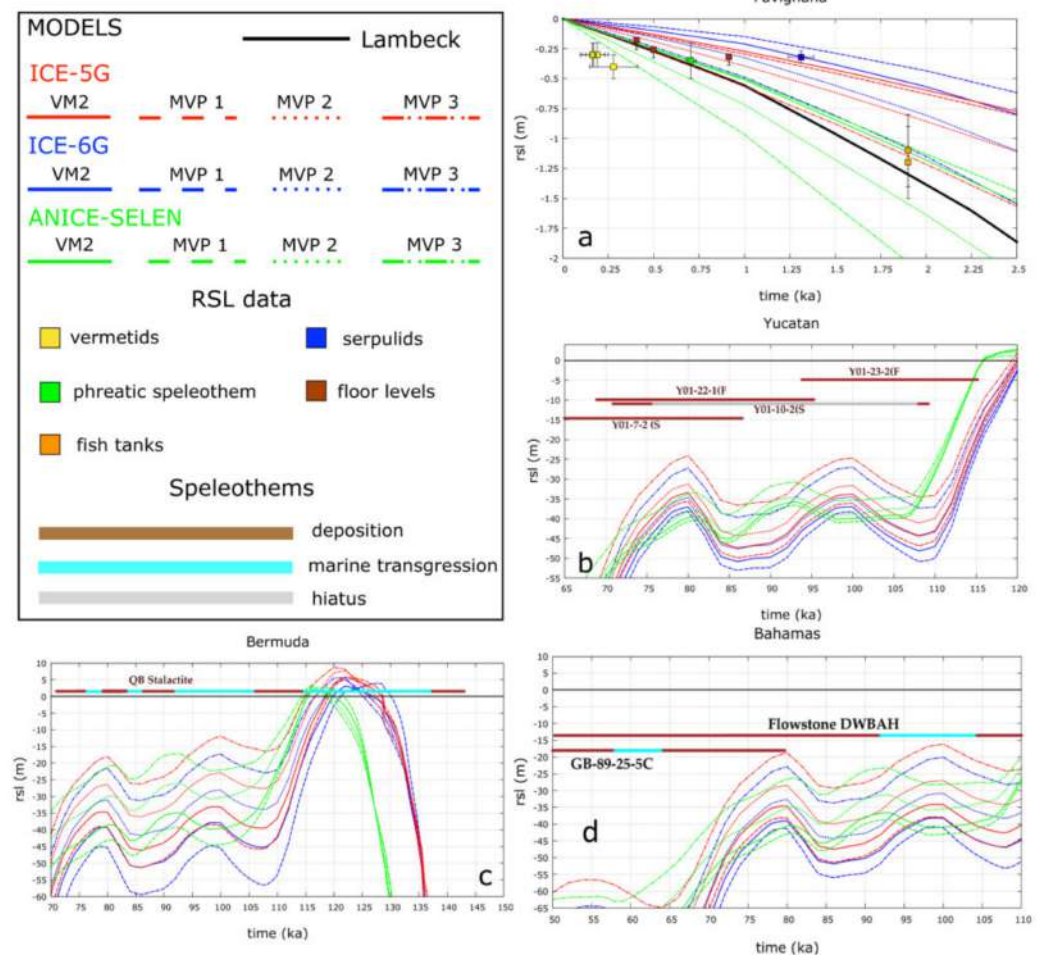 MODELS
Lambeck
ICE-5G
VM2 MVP 1 MVP 2 MVP 3
ICE-6G
VM2 MVP 1 MVP 2 MVP 3
ANICE-SELEN
VM2 MVP 1 MVP 2 MVP 3
RSL data
vermetids serpulids
phreatic speleothem floor levels
fish tanks
Speleothems
deposition
marine transgression
hiatus
0
-0.25
-0.5
-0.75
-1
-1.25
-1.5
-1.75
-2
rsl (m)
a
0 0.25 0.5 0.75 1 1.25 1.5 1.75 2 2.25 2.5
time (ka)
Yucatan
5
0
-5
-10
-15
-20
-25
-30
-35
-40
-45
-50
-55
rsl (m)
Y01-23-2(F
Y01-22-1(F
Y01-10-2(S
Y01-7-2 (S
b
65 70 75 80 85 90 95 100 105 110 115 120
time (ka)
Bermuda
10
5
0
-5
-10
-15
-20
-25
-30
-35
-40
-45
-50
-55
-60
rsl (m)
QB Stalactite
c
70 75 80 85 90 95 100 105 110 115 120 125 130 135 140 145 150
time (ka)
Bahamas
10
5
0
-5
-10
-15
-20
-25
-30
-35
-40
-45
-50
-55
-60
-65
rsl (m)
Flowstone DWBAH
GB-89-25-5C
d
50 55 60 65 70 75 80 85 90 95 100 105 110
time (ka)